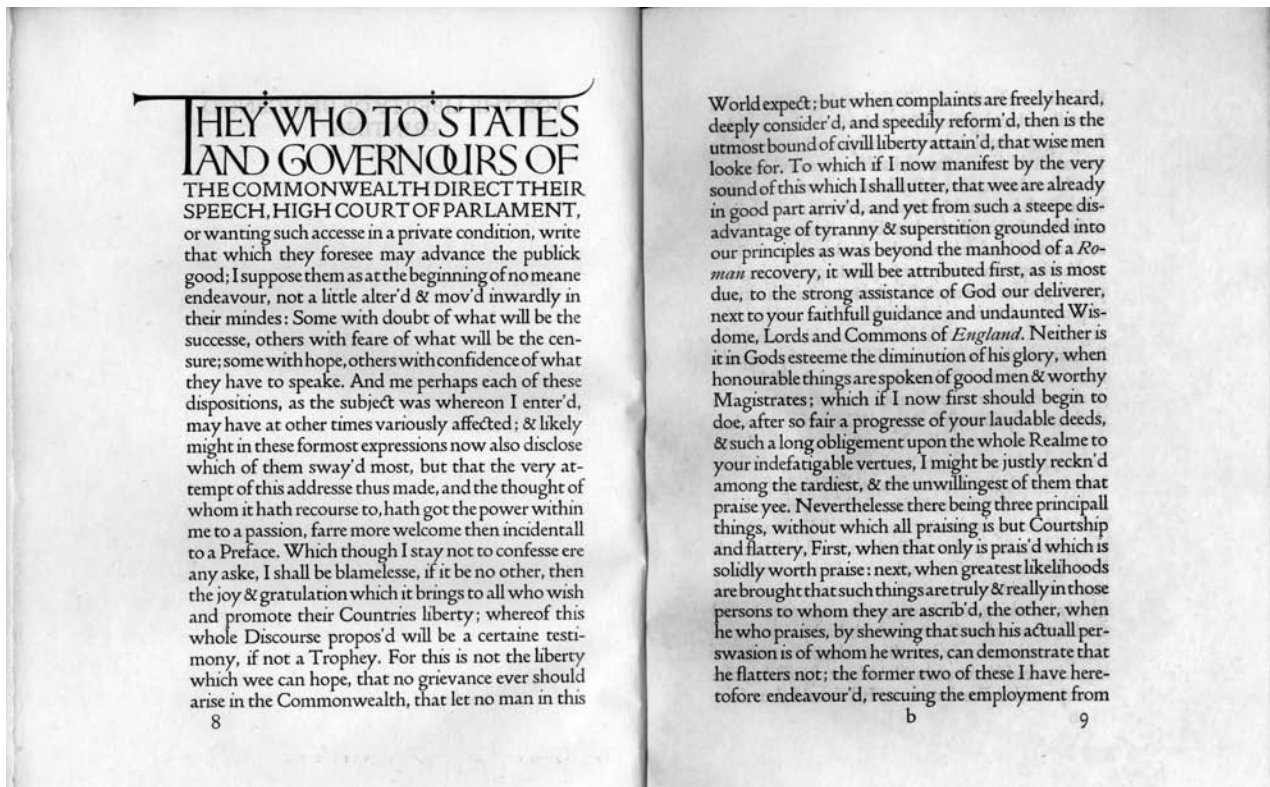 THEY WHO TO STATES
AND GOVERNOURS OF
THE COMMONWEALTH DIRECT THEIR
SPEECH, HIGH COURT OF PARLAMENT,
or wanting such accesse in a private condition, write
that which they foresee may advance the publick
good; I suppose them as at the beginning of no meane
endeavour, not a little alter'd & mov'd inwardly in
their mindes: Some with doubt of what will be the
successe, others with feare of what will be the cen-
sure; some with hope, others with confidence of what
they have to speake. And me perhaps each of these
dispositions, as the subject was whereon I enter'd,
may have at other times variously affected; & likely
might in these formost expressions now also disclose
which of them sway'd most, but that the very at-
tempt of this addresse thus made, and the thought of
whom it hath recourse to, hath got the power within
me to a passion, farre more welcome then incidentall
to a Preface. Which though I stay not to confesse ere
any aske, I shall be blamelesse, if it be no other, then
the joy & gratulation which it brings to all who wish
and promote their Countries liberty; whereof this
whole Discourse propos'd will be a certaine testi-
mony, if not a Trophey. For this is not the liberty
which wee can hope, that no grievance ever should
arise in the Commonwealth, that let no man in this
8
World expect; but when complaints are freely heard,
deeply consider'd, and speedily reform'd, then is the
utmost bound of civill liberty attain'd, that wise men
looke for. To which if I now manifest by the very
sound of this which I shall utter, that wee are already
in good part arriv'd, and yet from such a steepe dis-
advantage of tyranny & superstition grounded into
our principles as was beyond the manhood of a Ro-
man recovery, it will bee attributed first, as is most
due, to the strong assistance of God our deliverer,
next to your faithfull guidance and undaunted Wis-
dome, Lords and Commons of England. Neither is
it in Gods esteeme the diminution of his glory, when
honourable things are spoken of good men & worthy
Magistrates; which if I now first should begin to
doe, after so fair a progresse of your laudable deeds,
& such a long obligement upon the whole Realme to
your indefatigable vertues, I might be justly reckn'd
among the tardiest, & the unwillingest of them that
praise yee. Neverthelesse there being three principall
things, without which all praising is but Courtship
and flattery, First, when that only is prais'd which is
solidly worth praise: next, when greatest likelihoods
are brought that such things are truly & really in those
persons to whom they are ascrib'd, the other, when
he who praises, by shewing that such his actuall per-
swasion is of whom he writes, can demonstrate that
he flatters not; the former two of these I have here-
tofore endeavour'd, rescuing the employment from
b 9